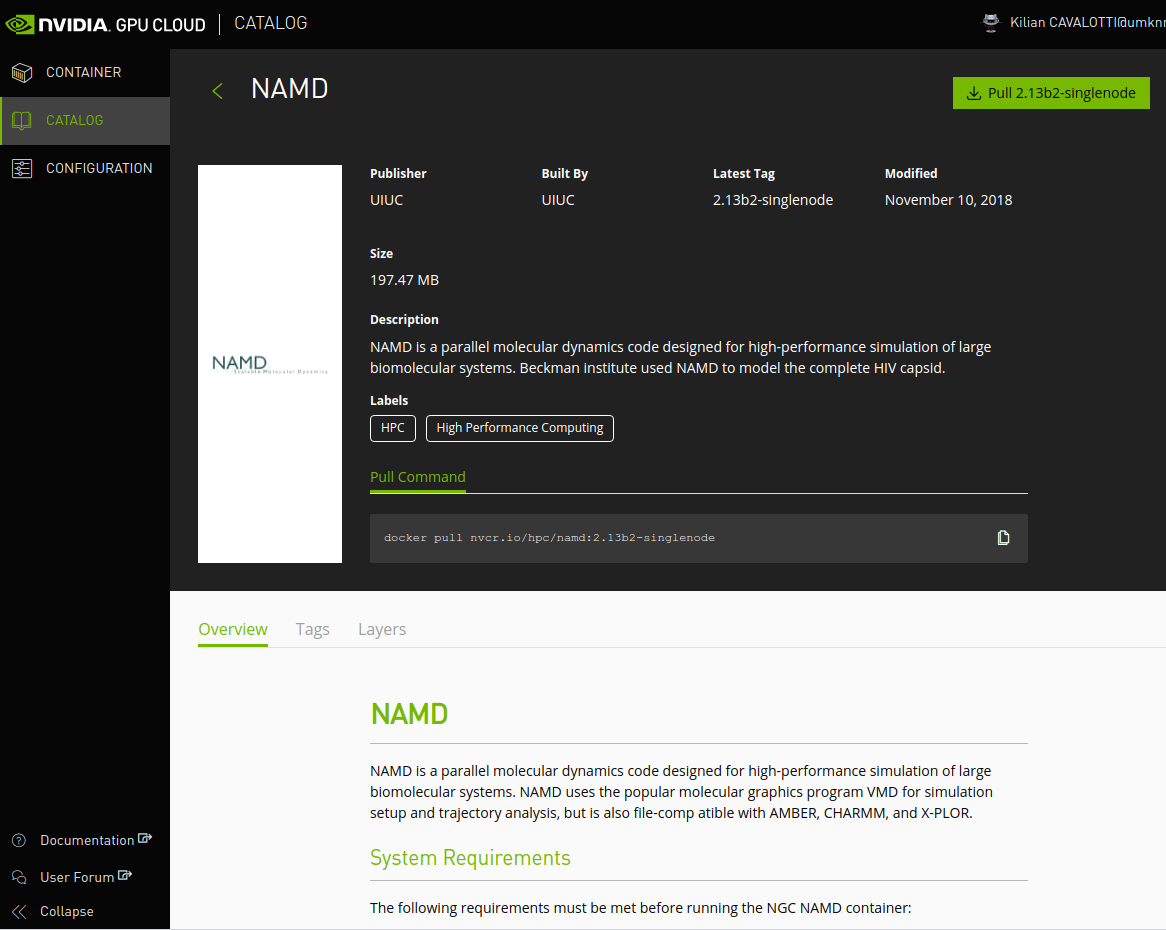 NVIDIA. GPU CLOUD | CATALOG
Kilian CAVALOTTI@umknr
CONTAINER
CATALOG
CONFIGURATION
NAMD
Pull 2.13b2-singlenode
NAMD
Scalable Molecular Dynamics
Publisher Built By Latest Tag Modified
UIUC UIUC 2.13b2-singlenode November 10, 2018
Size
197.47 MB
Description
NAMD is a parallel molecular dynamics code designed for high-performance simulation of large
biomolecular systems. Beckman institute used NAMD to model the complete HIV capsid.
Labels
HPC High Performance Computing
Pull Command
docker pull nvcr.io/hpc/namd:2.13b2-singlenode
Overview Tags Layers
NAMD
NAMD is a parallel molecular dynamics code designed for high-performance simulation of large
biomolecular systems. NAMD uses the popular molecular graphics program VMD for simulation
setup and trajectory analysis, but is also file-comp atible with AMBER, CHARMM, and X-PLOR.
System Requirements
The following requirements must be met before running the NGC NAMD container:
Documentation
User Forum
Collapse